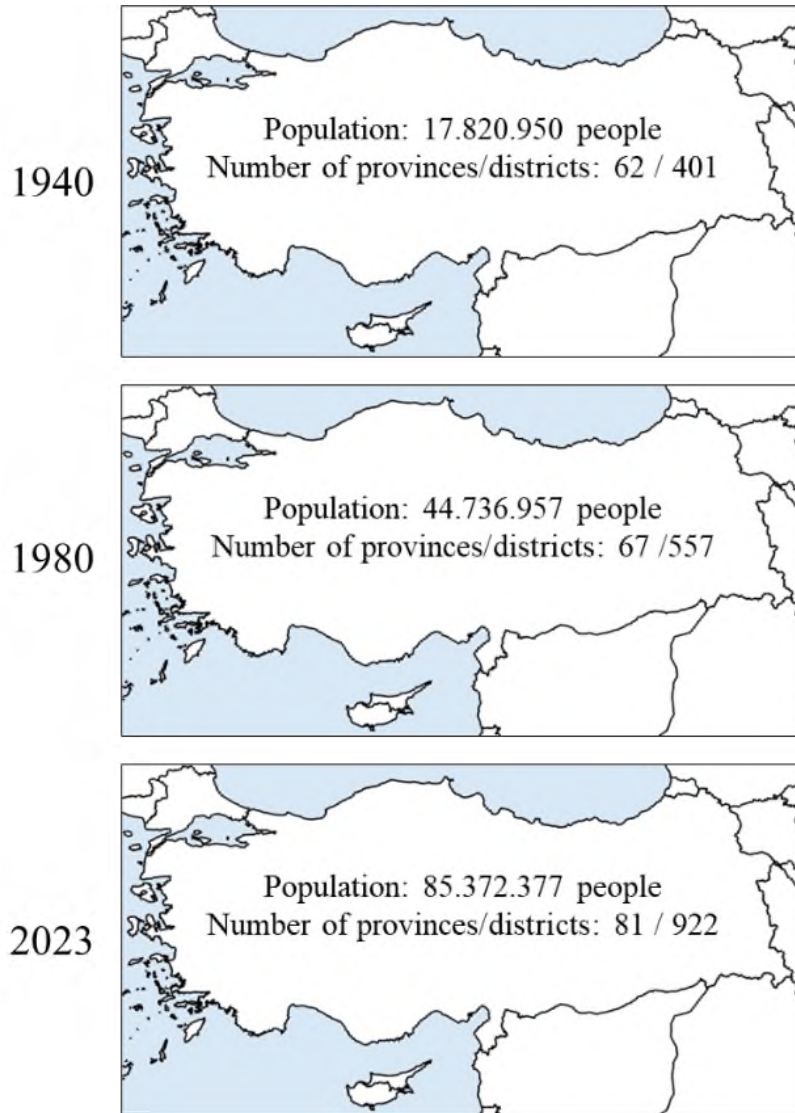 1940
Population: 17.820.950 people
Number of provinces/districts: 62 / 401
1980
Population: 44.736.957 people
Number of provinces/districts: 67 /557
2023
Population: 85.372.377 people
Number of provinces/districts: 81 / 922